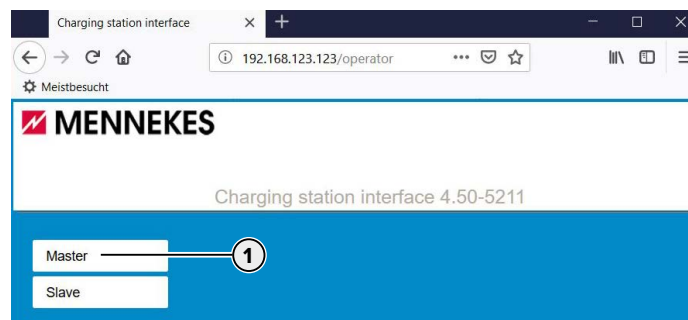 Charging station interface
192.168.123.123/operator
Meistbesucht
MENNEKES
Charging station interface 4.50-5211
Master
1
Slave